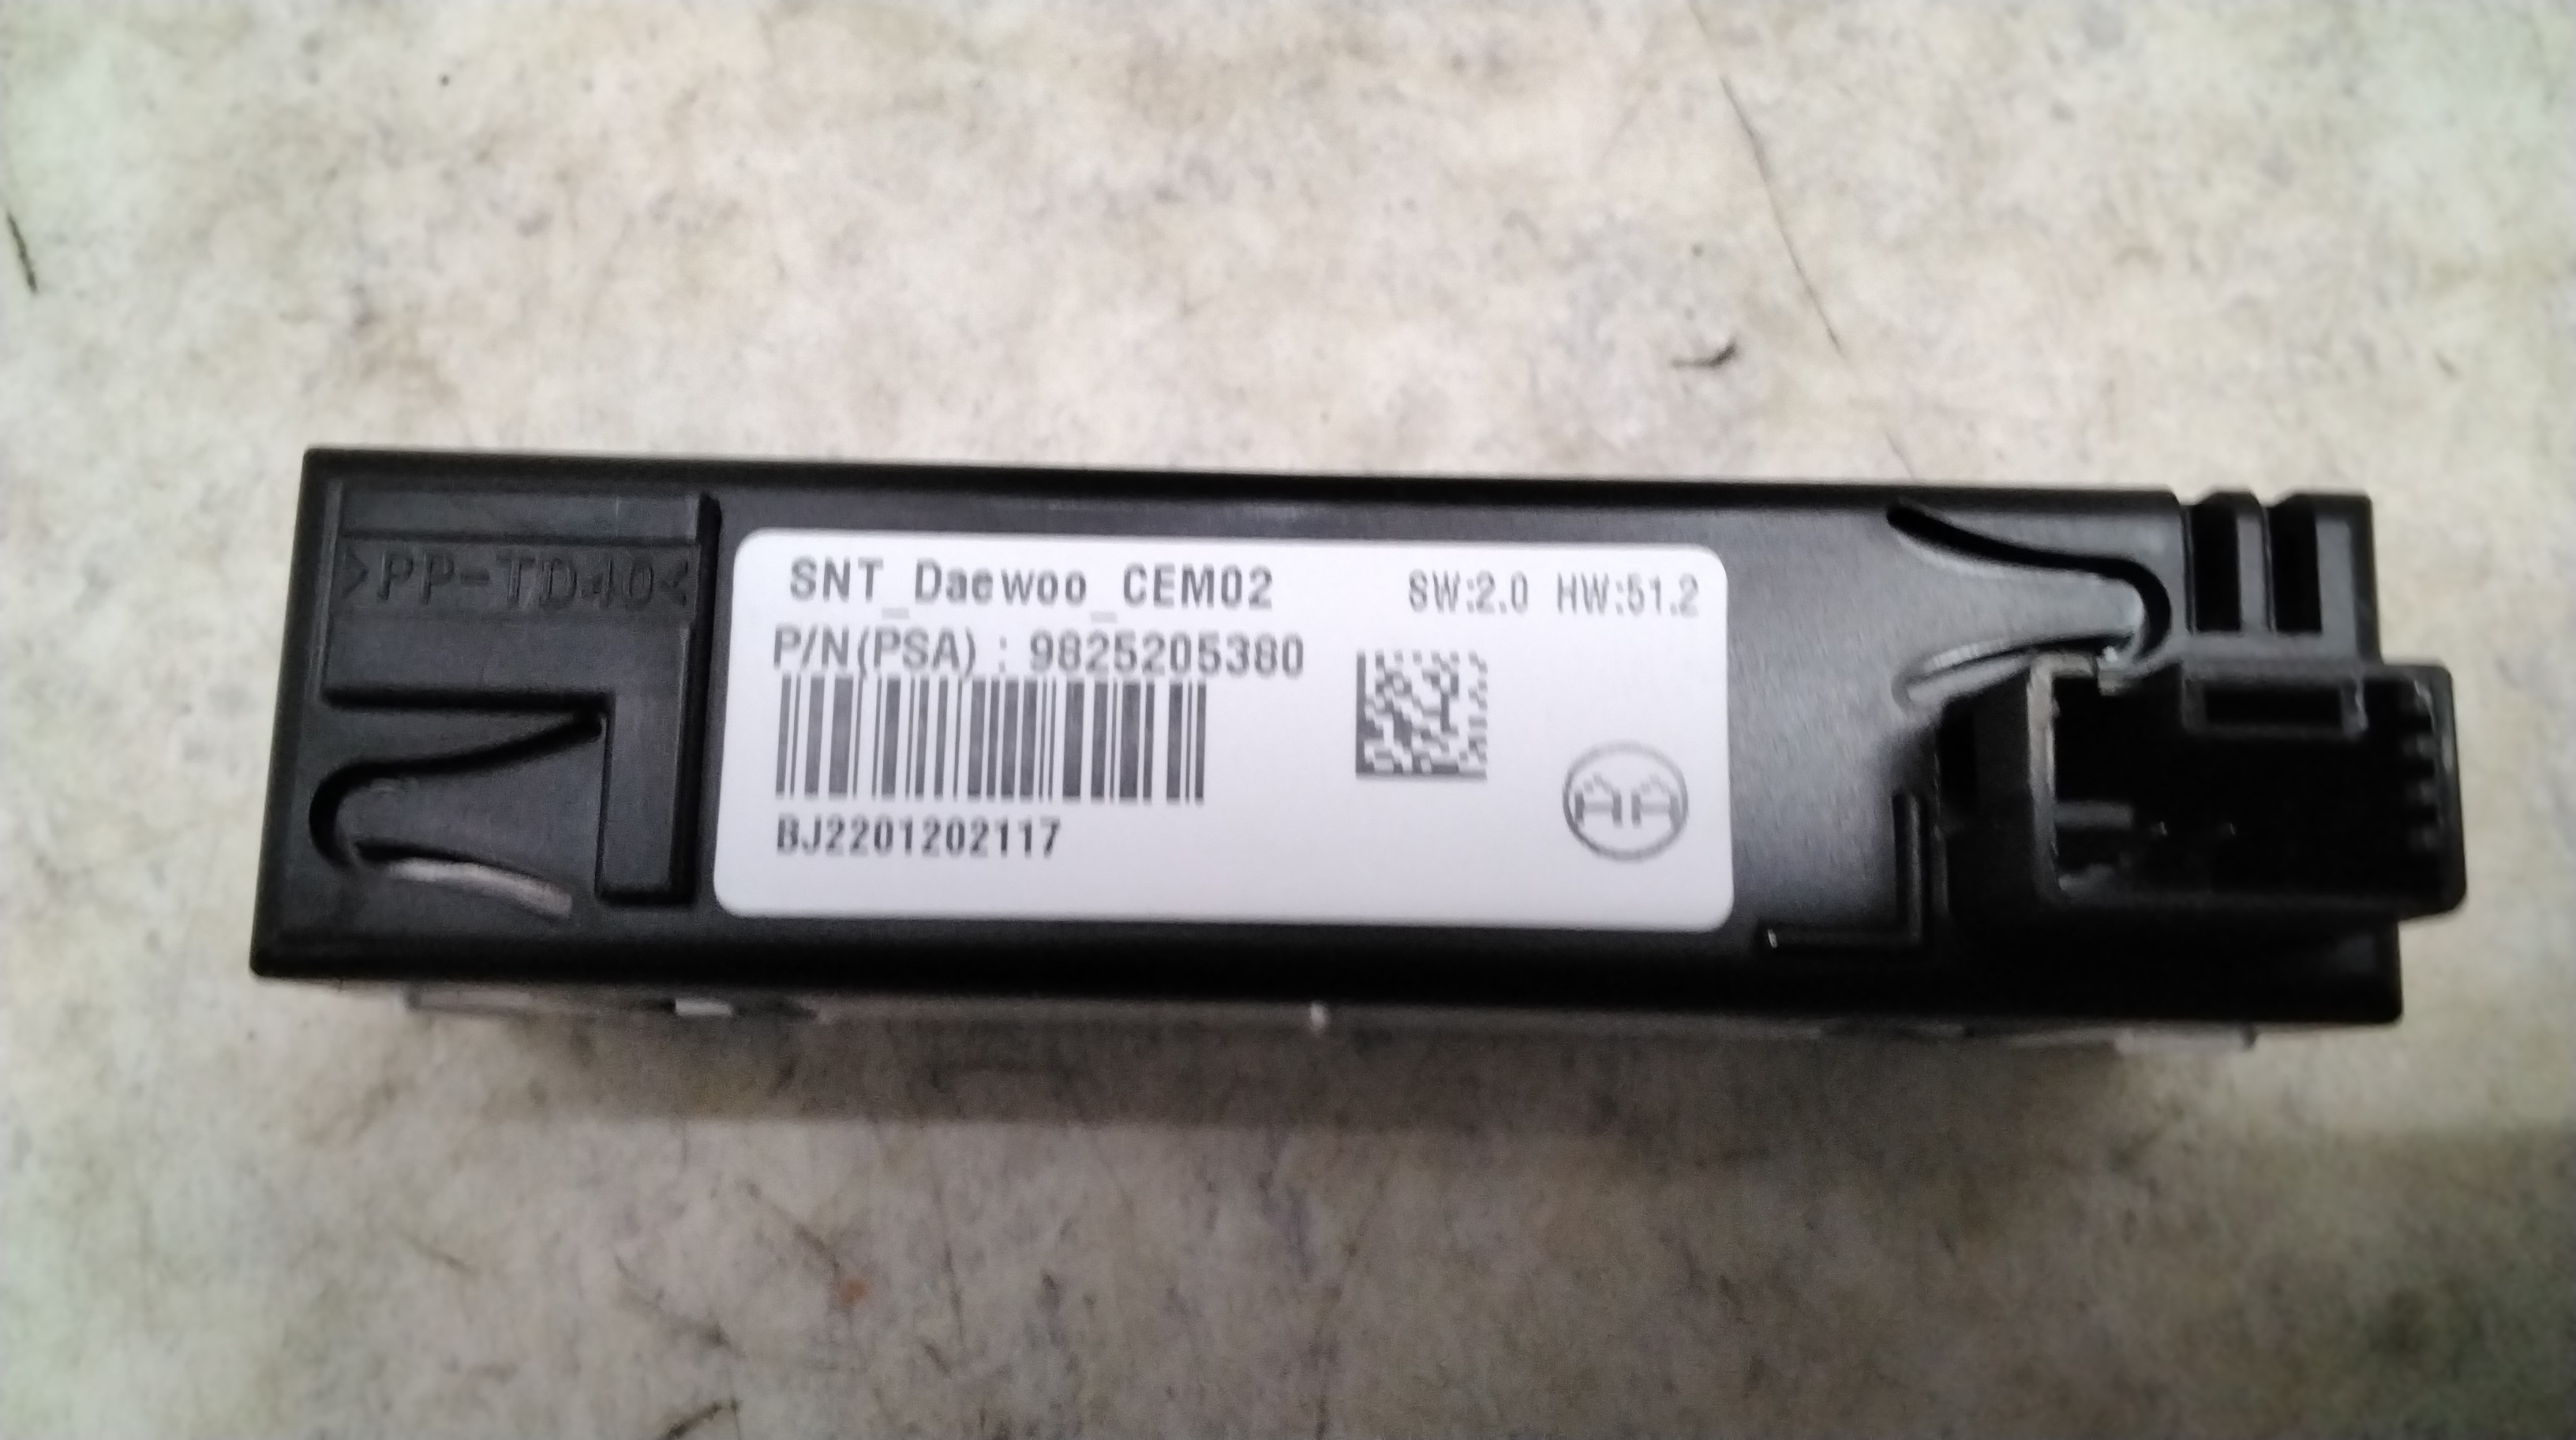 >PP-TD40<
SNT_Daewoo_CEM02 SW:2.0 HW:51.2
P/N(PSA) : 9825205380
BJ2201202117